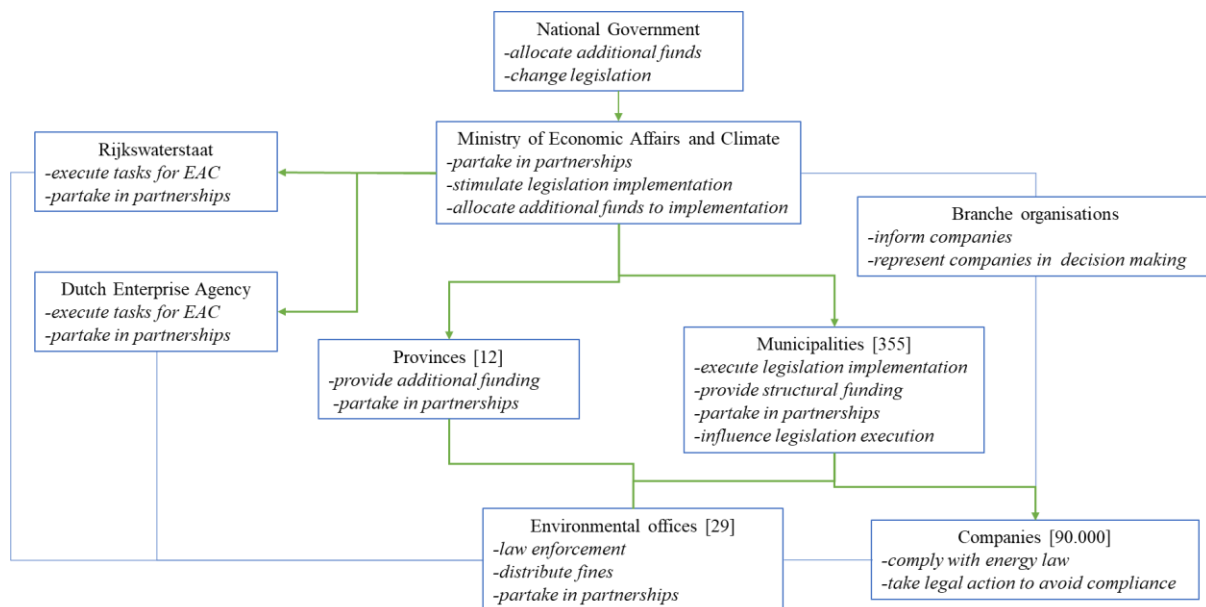 National Government
-allocate additional funds
-change legislation
Ministry of Economic Affairs and Climate
-partake in partnerships
-stimulate legislation implementation
-allocate additional funds to implementation
Rijkswaterstaat
-execute tasks for EAC
-partake in partnerships
Branche organisations
-inform companies
-represent companies in decision making
Dutch Enterprise Agency
-execute tasks for EAC
-partake in partnerships
Provinces [12]
-provide additional funding
-partake in partnerships
Municipalities [355]
-execute legislation implementation
-provide structural funding
-partake in partnerships
-influence legislation execution
Environmental offices [29]
-law enforcement
-distribute fines
-partake in partnerships
Companies [90.000]
-comply with energy law
-take legal action to avoid compliance